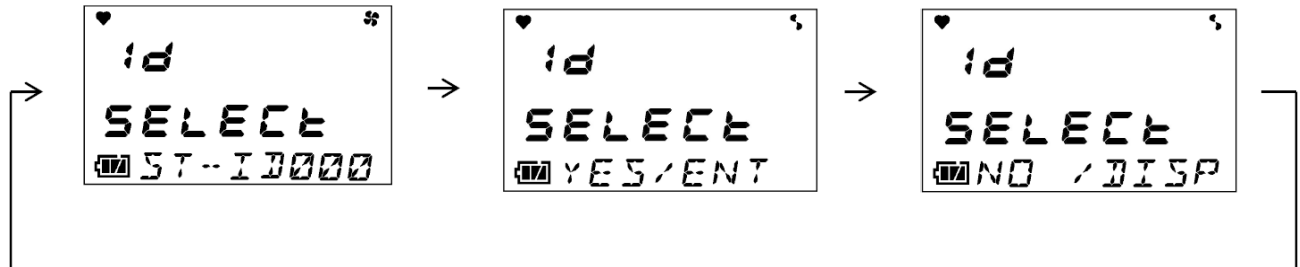 Id
SELECt
ST-ID000
Id
SELECt
YES/ENT
Id
SELECt
NO /DISP